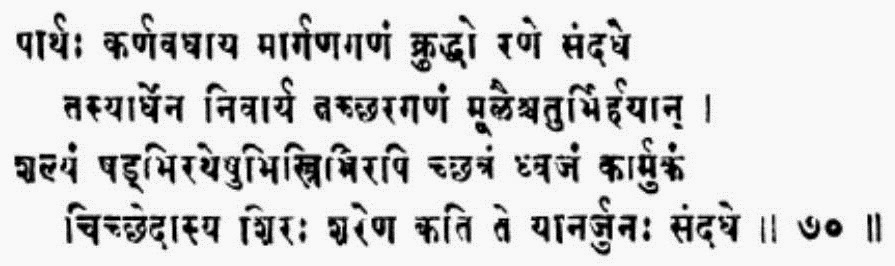 पार्थः कर्णवधाय मार्गणगणं क्रुद्धो रणे संदधे
तस्यार्धेन निवार्य तच्छरगणं मूलैश्चतुर्भिर्हयान् ।
शल्यं षड्भिरथेषुभिस्त्रिभिरपि च्छत्रं ध्वजं कार्मुकं
चिच्छेदास्य शिरः शरेण कति ते यानर्जुनः संदधे ॥ ७० ॥